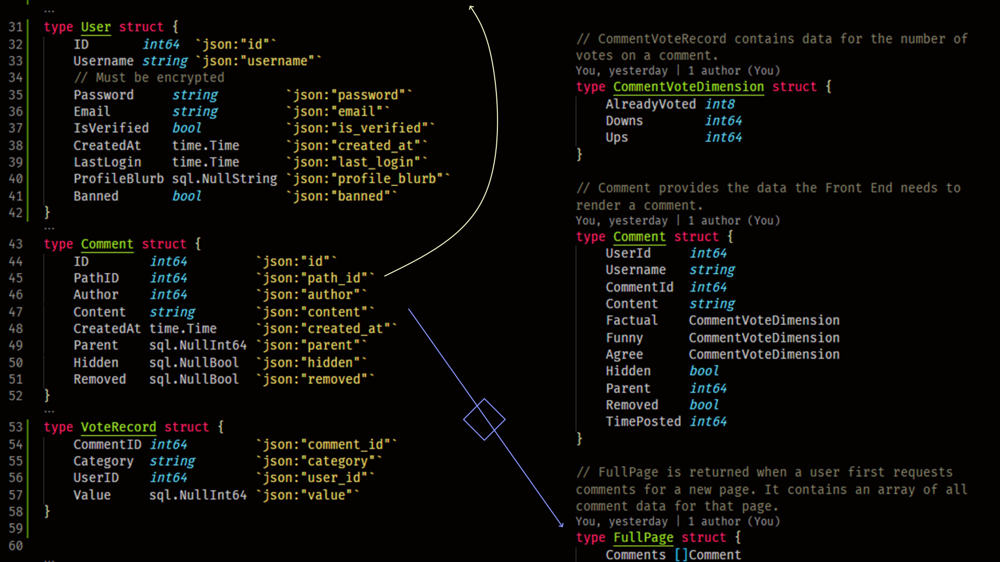 ...
31 type User struct {
32 ID int64 `json:"id"`
33 Username string `json:"username"`
34 // Must be encrypted
35 Password string `json:"password"`
36 Email string `json:"email"`
37 IsVerified bool `json:"is_verified"`
38 CreatedAt time.Time `json:"created_at"`
39 LastLogin time.Time `json:"last_login"`
40 ProfileBlurb sql.NullString `json:"profile_blurb"`
41 Banned bool `json:"banned"`
42 }
...
43 type Comment struct {
44 ID int64 `json:"id"`
45 PathID int64 `json:"path_id"`
46 Author int64 `json:"author"`
47 Content string `json:"content"`
48 CreatedAt time.Time `json:"created_at"`
49 Parent sql.NullInt64 `json:"parent"`
50 Hidden sql.NullBool `json:"hidden"`
51 Removed sql.NullBool `json:"removed"`
52 }
...
53 type VoteRecord struct {
54 CommentID int64 `json:"comment_id"`
55 Category string `json:"category"`
56 UserID int64 `json:"user_id"`
57 Value sql.NullInt64 `json:"value"`
58 }
59
60
...
// CommentVoteRecord contains data for the number of
votes on a comment.
You, yesterday | 1 author (You)
type CommentVoteDimension struct {
AlreadyVoted int8
Downs int64
Ups int64
}
// Comment provides the data the Front End needs to
render a comment.
You, yesterday | 1 author (You)
type Comment struct {
UserId int64
Username string
CommentId int64
Content string
Factual CommentVoteDimension
Funny CommentVoteDimension
Agree CommentVoteDimension
Hidden bool
Parent int64
Removed bool
TimePosted int64
}
// FullPage is returned when a user first requests
comments for a new page. It contains an array of all
comment data for that page.
You, yesterday | 1 author (You)
type FullPage struct {
Comments []Comment